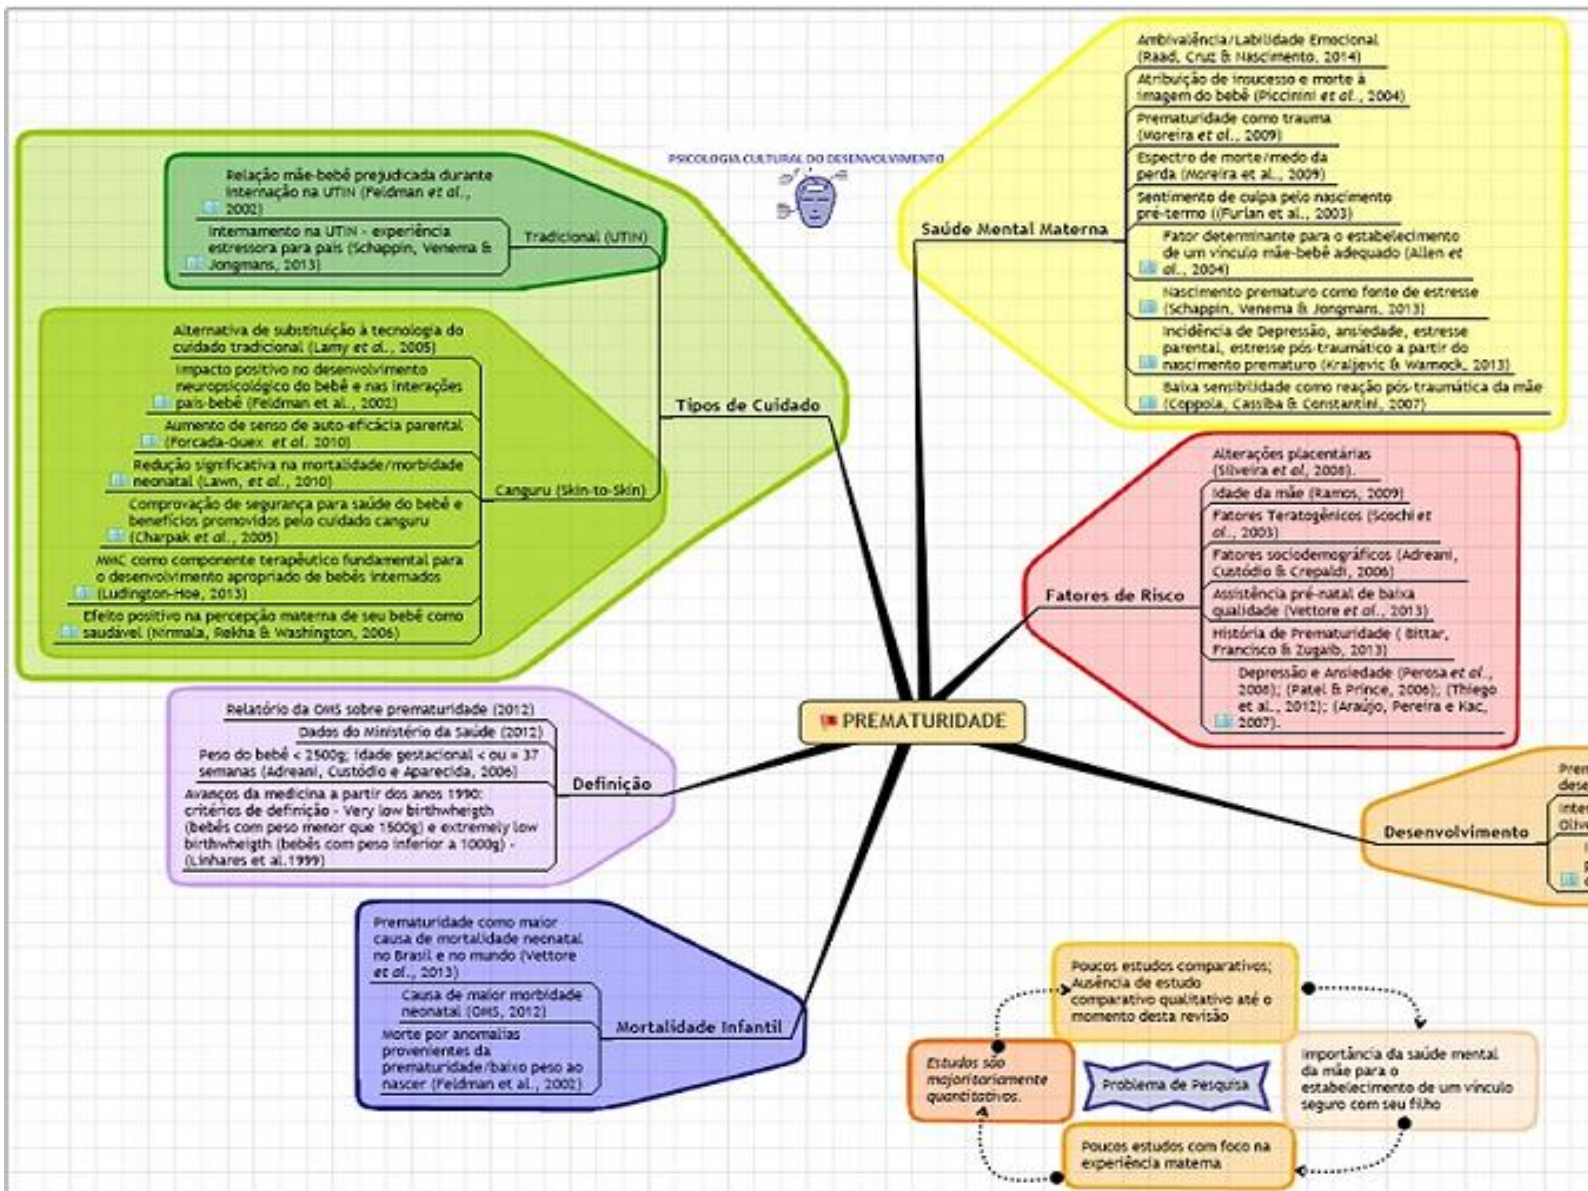 PSICOLOGIA CULTURAL DO DESENVOLVIMENTO
Relação mãe-bebê prejudicada durante
internação na UTIN (Feldman et al.,
2002)
Internamento na UTIN - experiência
estressora para pais (Schappin, Venema &
Jongmans, 2013)
Tradicional (UTIN)
Alternativa de substituição à tecnologia do
cuidado tradicional (Lamy et al., 2005)
Impacto positivo no desenvolvimento
neuropsicológico do bebê e nas interações
pais-bebê (Feldman et al., 2002)
Aumento de senso de auto-eficácia parental
(Forcada-Guex et al. 2010)
Redução significativa na mortalidade/morbidade
neonatal (Lawn, et al., 2010)
Comprovação de segurança para saúde do bebê e
benefícios promovidos pelo cuidado canguru
(Charpak et al., 2005)
MMC como componente terapêutico fundamental para
o desenvolvimento apropriado de bebês internados
(Ludington-Hoe, 2013)
Efeito positivo na percepção materna de seu bebê como
saudável (Nirmala, Rekha & Washington, 2006)
Canguru (Skin-to-Skin)
Tipos de Cuidado
Ambivalência/Labilidade Emocional
(Raad, Cruz & Nascimento, 2014)
Atribuição de insucesso e morte à
imagem do bebê (Piccinini et al., 2004)
Prematuridade como trauma
(Moreira et al., 2009)
Espectro de morte/medo da
perda (Moreira et al., 2009)
Sentimento de culpa pelo nascimento
pré-termo ((Furlan et al., 2003)
Fator determinante para o estabelecimento
de um vínculo mãe-bebê adequado (Allen et
al., 2004)
Nascimento prematuro como fonte de estresse
(Schappin, Venema & Jongmans, 2013)
Incidência de Depressão, ansiedade, estresse
parental, estresse pós-traumático a partir do
nascimento prematuro (Kraljevic & Warnock, 2013)
Baixa sensibilidade como reação pós-traumática da mãe
(Coppola, Cassiba & Constantini, 2007)
Saúde Mental Materna
Alterações placentárias
(Silveira et al, 2008).
Idade da mãe (Ramos, 2009)
Fatores Teratogênicos (Scochi et
al., 2003)
Fatores sociodemográficos (Adreani,
Custódio & Crepaldi, 2006)
Assistência pré-natal de baixa
qualidade (Vettore et al., 2013)
História de Prematuridade ( Bittar,
Francisco & Zugaib, 2013)
Depressão e Ansiedade (Perosa et al.,
2008); (Patel & Prince, 2006); (Thiego
et al., 2012); (Araújo, Pereira e Kac,
2007).
Fatores de Risco
PREMATURIDADE
Relatório da OMS sobre prematuridade (2012)
Dados do Ministério da Saúde (2012)
Peso do bebê < 2500g; idade gestacional < ou = 37
semanas (Adreani, Custódio e Aparecida, 2006)
Avanços da medicina a partir dos anos 1990:
critérios de definição - Very low birthwheigth
(bebês com peso menor que 1500g) e extremely low
birthwheigth (bebês com peso inferior a 1000g) -
(Linhares et al.1999)
Definição
Desenvolvimento
Prem
dese
Inte
Olive
Prematuridade como maior
causa de mortalidade neonatal
no Brasil e no mundo (Vettore
et al., 2013)
Causa de maior morbidade
neonatal (OMS, 2012)
Morte por anomalias
provenientes da
prematuridade/baixo peso ao
nascer (Feldman et al., 2002)
Mortalidade Infantil
Poucos estudos comparativos;
Ausência de estudo
comparativo qualitativo até o
momento desta revisão
Estudos são
majoritariamente
quantitativos.
Problema de Pesquisa
Importância da saúde mental
da mãe para o
estabelecimento de um vínculo
seguro com seu filho
Poucos estudos com foco na
experiência materna